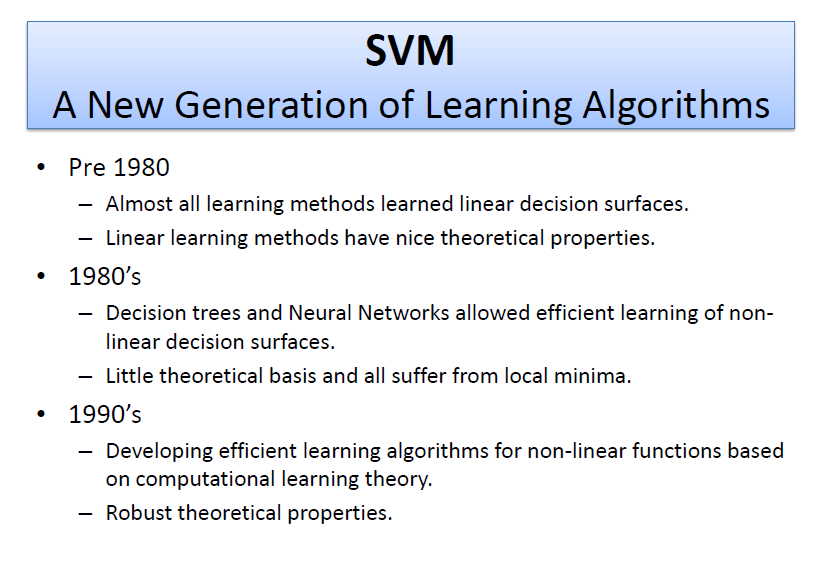 SVM
A New Generation of Learning Algorithms
• Pre 1980
– Almost all learning methods learned linear decision surfaces.
– Linear learning methods have nice theoretical properties.
• 1980’s
– Decision trees and Neural Networks allowed efficient learning of non-
linear decision surfaces.
– Little theoretical basis and all suffer from local minima.
• 1990’s
– Developing efficient learning algorithms for non-linear functions based
on computational learning theory.
– Robust theoretical properties.